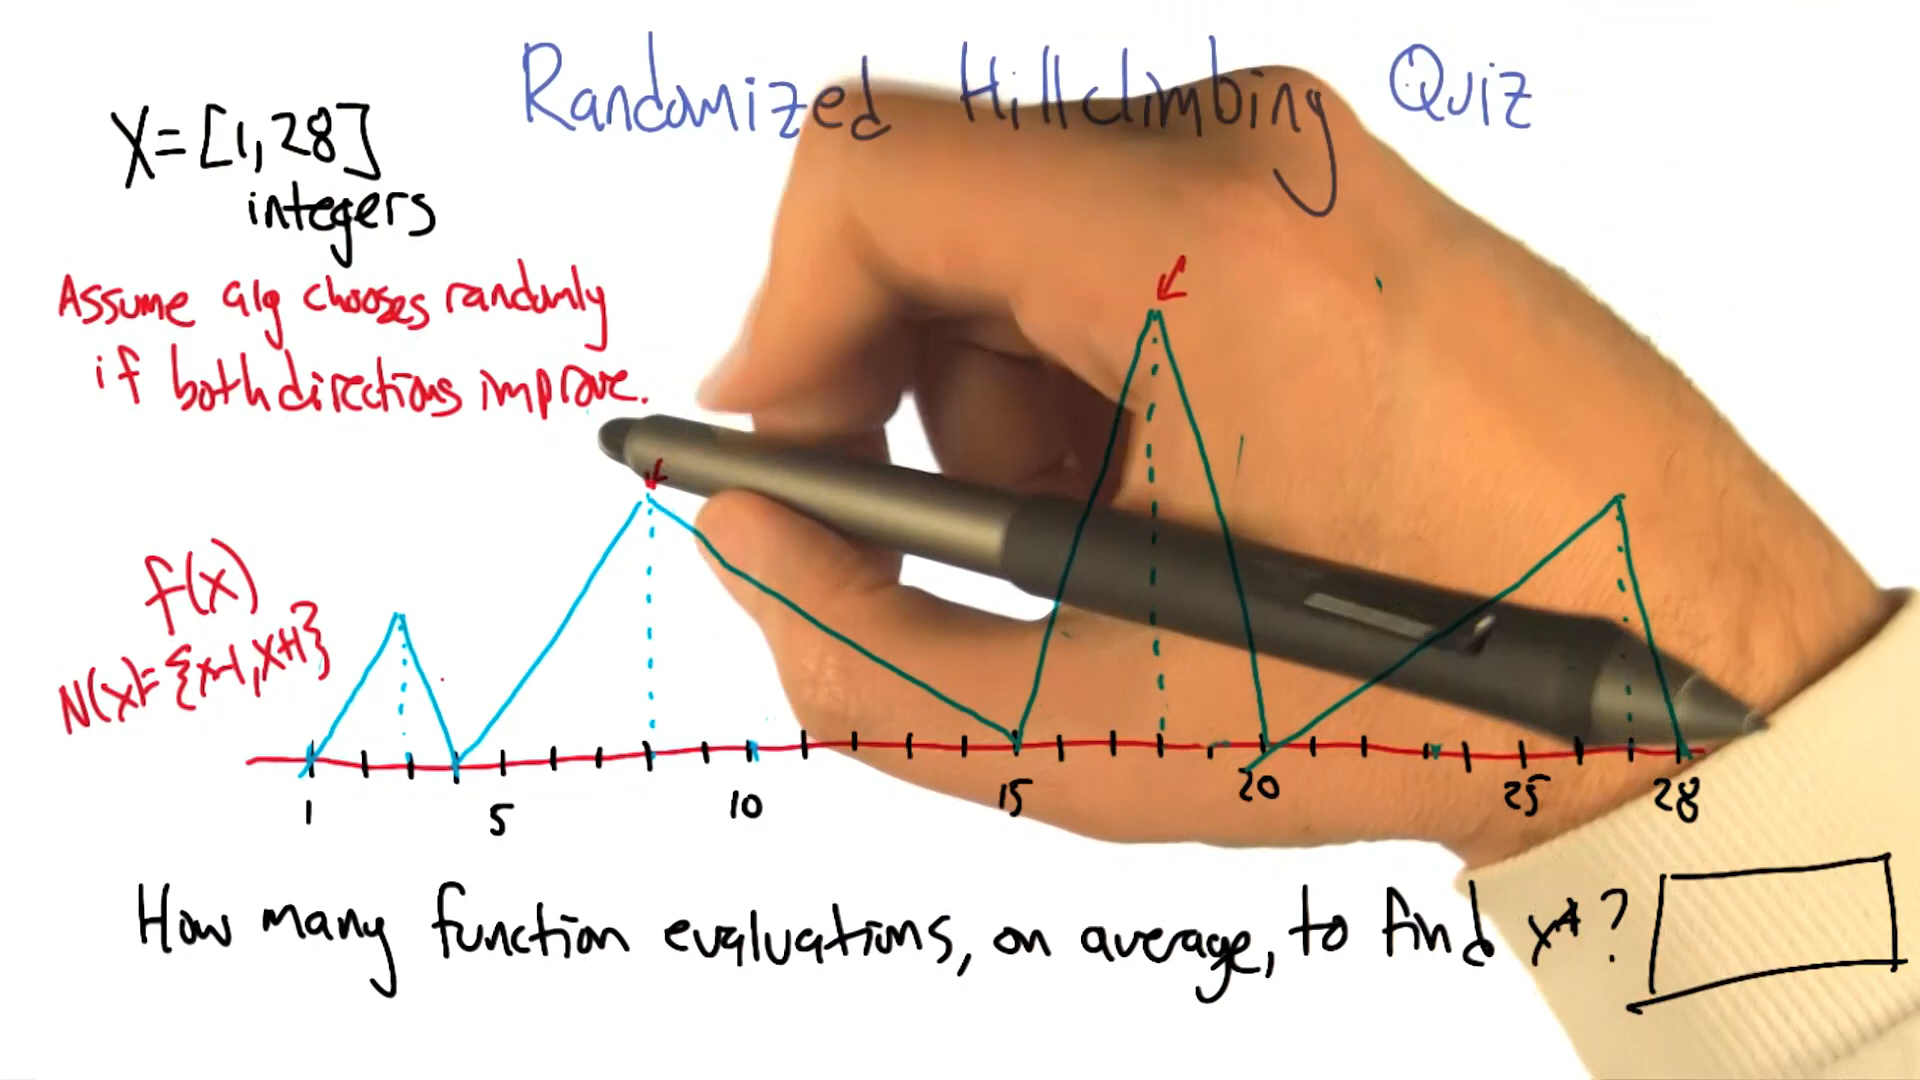 Randomized Hillclimbing Quiz
X=[1,28]
integers
Assume alg chooses randomly
if both directions improve.
f(x)
N(x)={x-1,x+1}
1 5 10 15 20 25 28
How many function evaluations, on average, to find x*?